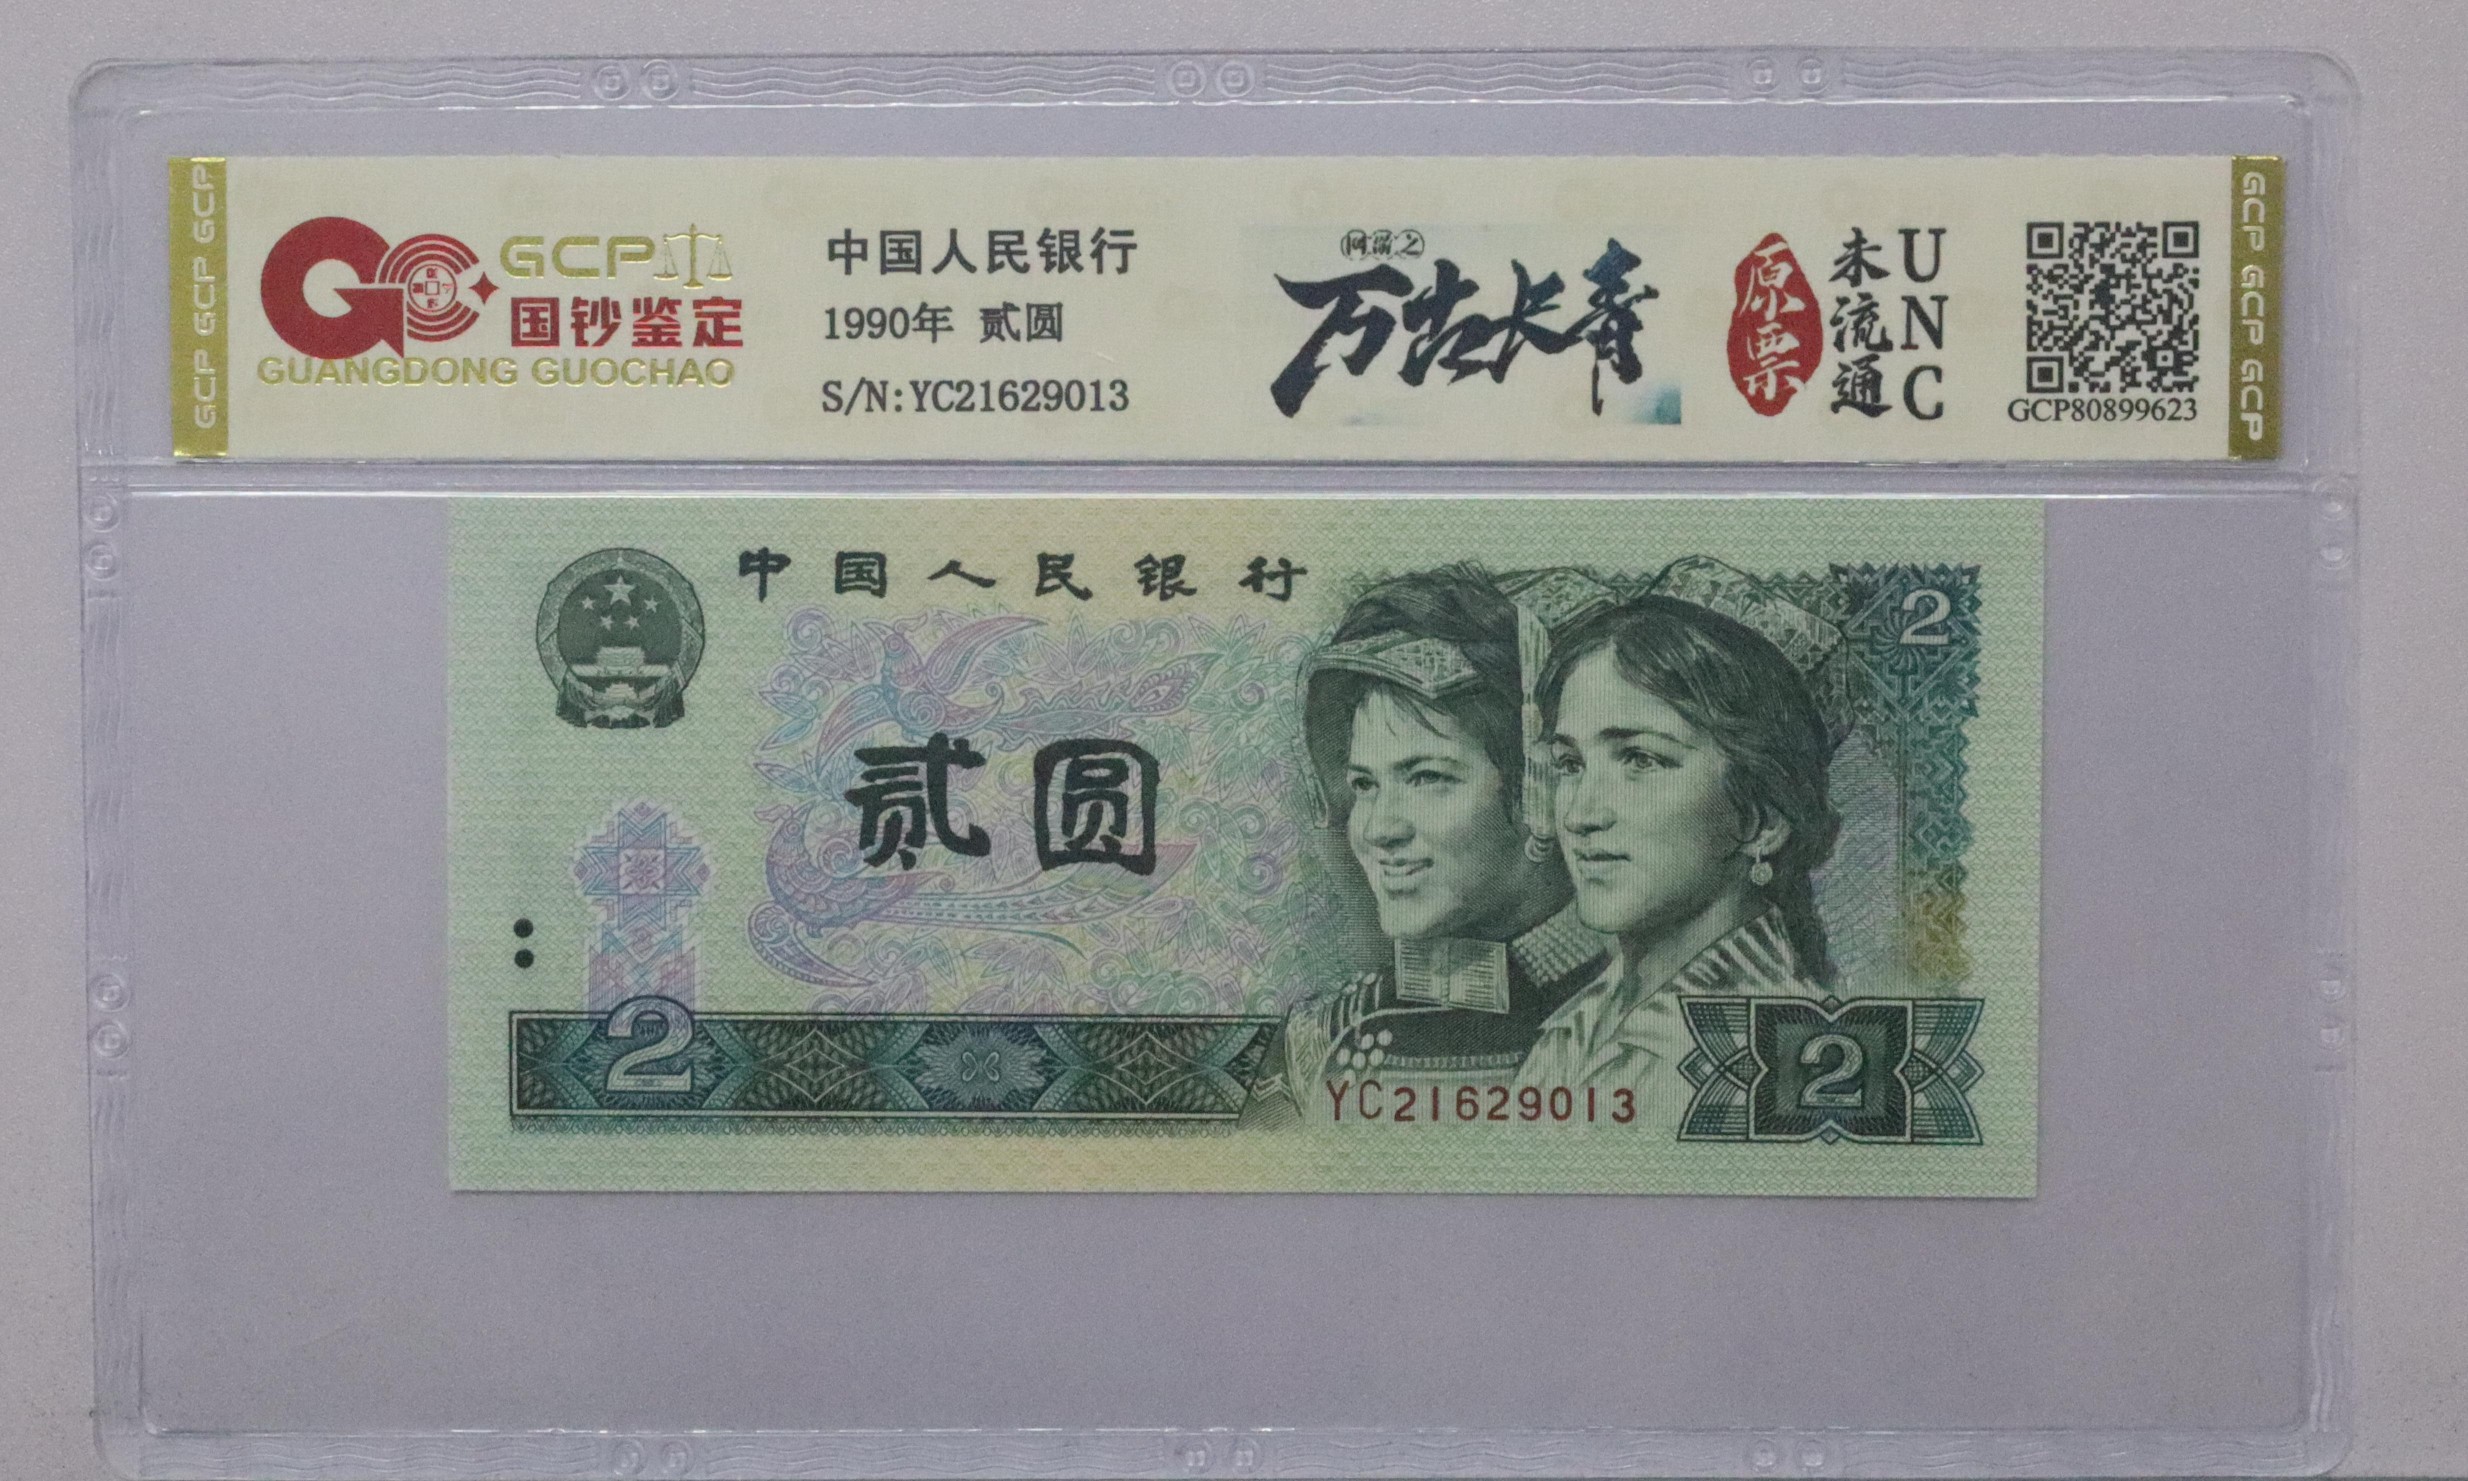 GCP GCP GCP
GCP
国钞鉴定
GUANGDONG GUOCHAO
中国人民银行
1990年 贰圆
S/N:YC21629013
万古长青
原票
未流通
UNC
GCP80899623
GCP GCP GCP
中国人民银行
2
贰圆
2
YC21629013
2